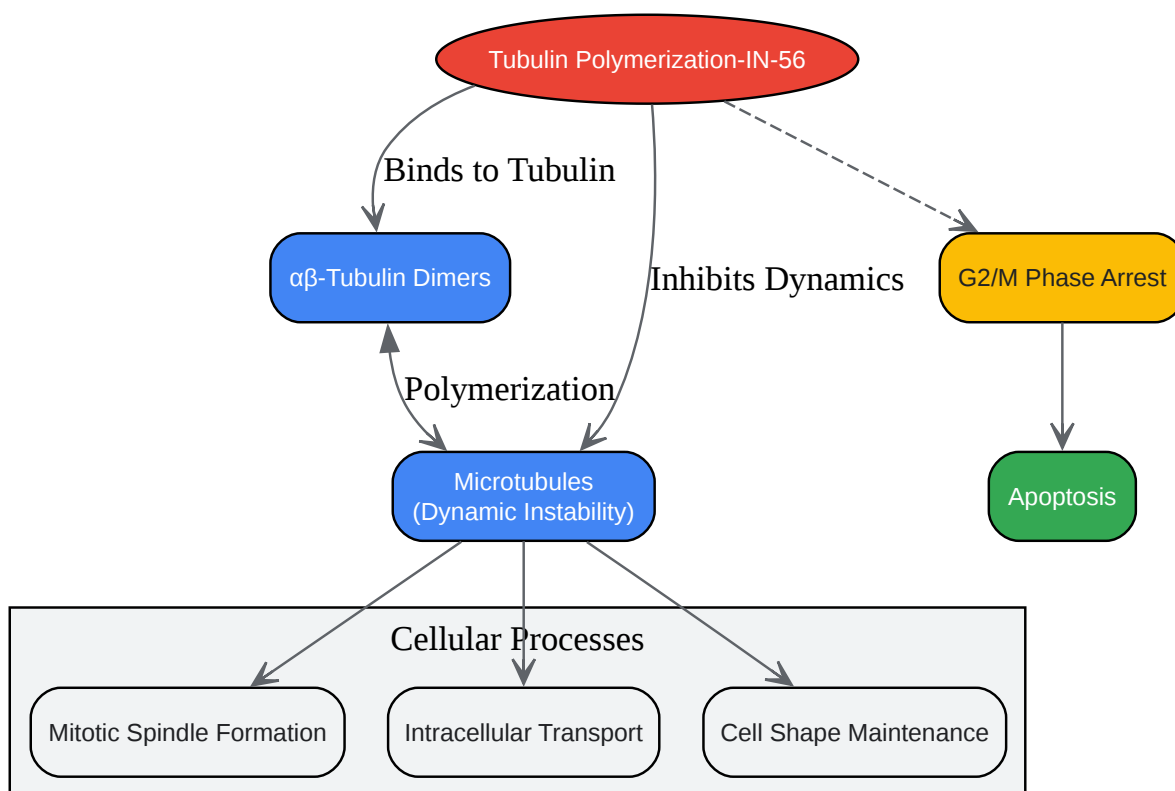 Tubulin Polymerization-IN-56
Binds to Tubulin
αβ-Tubulin Dimers
Inhibits Dynamics
G2/M Phase Arrest
Polymerization
Microtubules
(Dynamic Instability)
Apoptosis
Cellular Processes
Mitotic Spindle Formation
Intracellular Transport
Cell Shape Maintenance